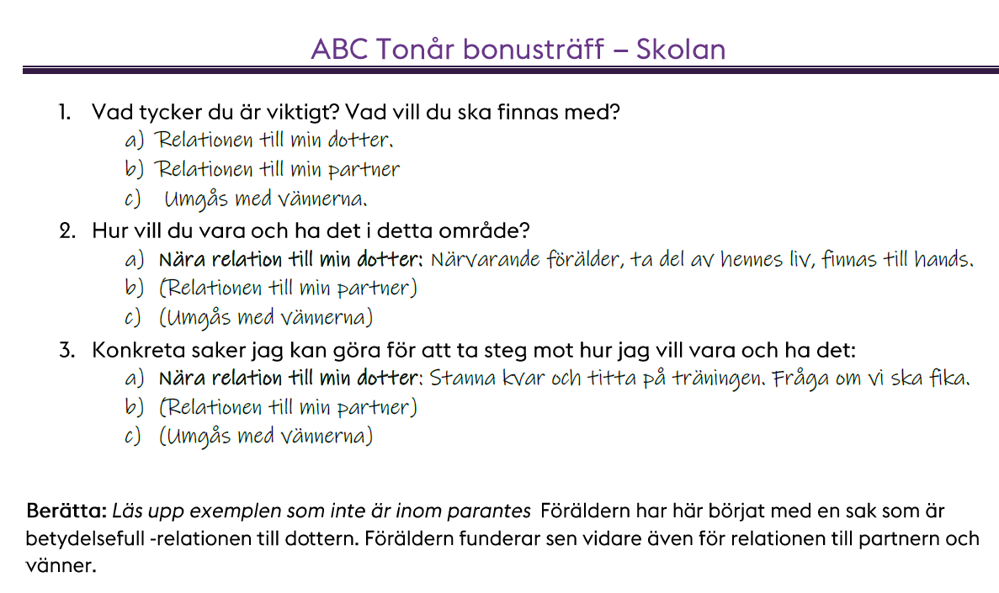 ABC Tonår bonusträff – Skolan
1. Vad tycker du är viktigt? Vad vill du ska finnas med?
a) Relationen till min dotter.
b) Relationen till min partner
c) Umgås med vännerna.
2. Hur vill du vara och ha det i detta område?
a) Nära relation till min dotter: Närvarande förälder, ta del av hennes liv, finnas till hands.
b) (Relationen till min partner)
c) (Umgås med vännerna)
3. Konkreta saker jag kan göra för att ta steg mot hur jag vill vara och ha det:
a) Nära relation till min dotter: Stanna kvar och titta på träningen. Fråga om vi ska fika.
b) (Relationen till min partner)
c) (Umgås med vännerna)
Berätta: Läs upp exemplen som inte är inom parantes Föräldern har här börjat med en sak som är
betydelsefull -relationen till dottern. Föräldern funderar sen vidare även för relationen till partnern och
vänner.